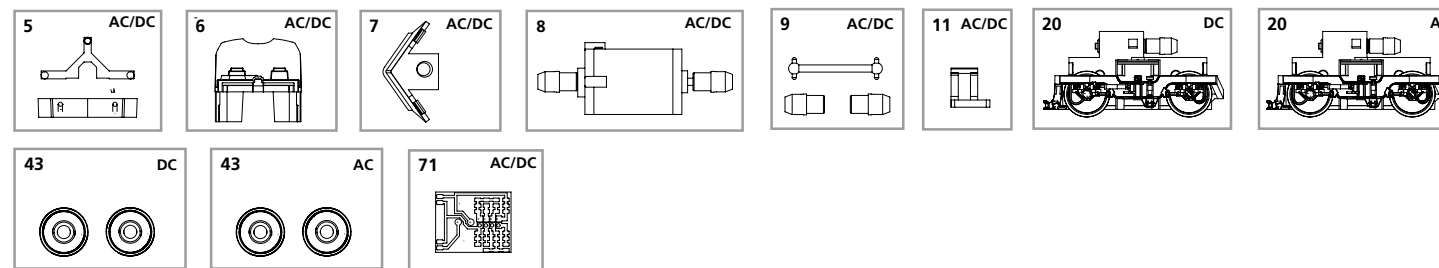 5 AC/DC
6 AC/DC
7 AC/DC
8 AC/DC
9 AC/DC
11 AC/DC
20 DC
20
43 DC
43 AC
71 AC/DC